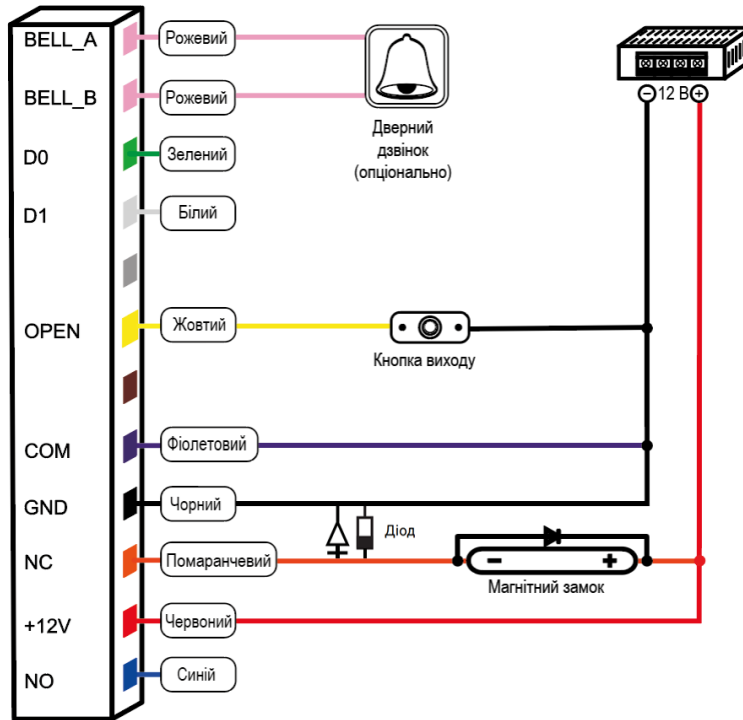 BELL_A
Рожевий
BELL_B
Рожевий
Дверний
дзвінок
(опціонально)
− 12 В +
D0
Зелений
D1
Білий
OPEN
Жовтий
Кнопка виходу
COM
Фіолетовий
GND
Чорний
Діод
NC
Помаранчевий
− +
Магнітний замок
+12V
Червоний
NO
Синій